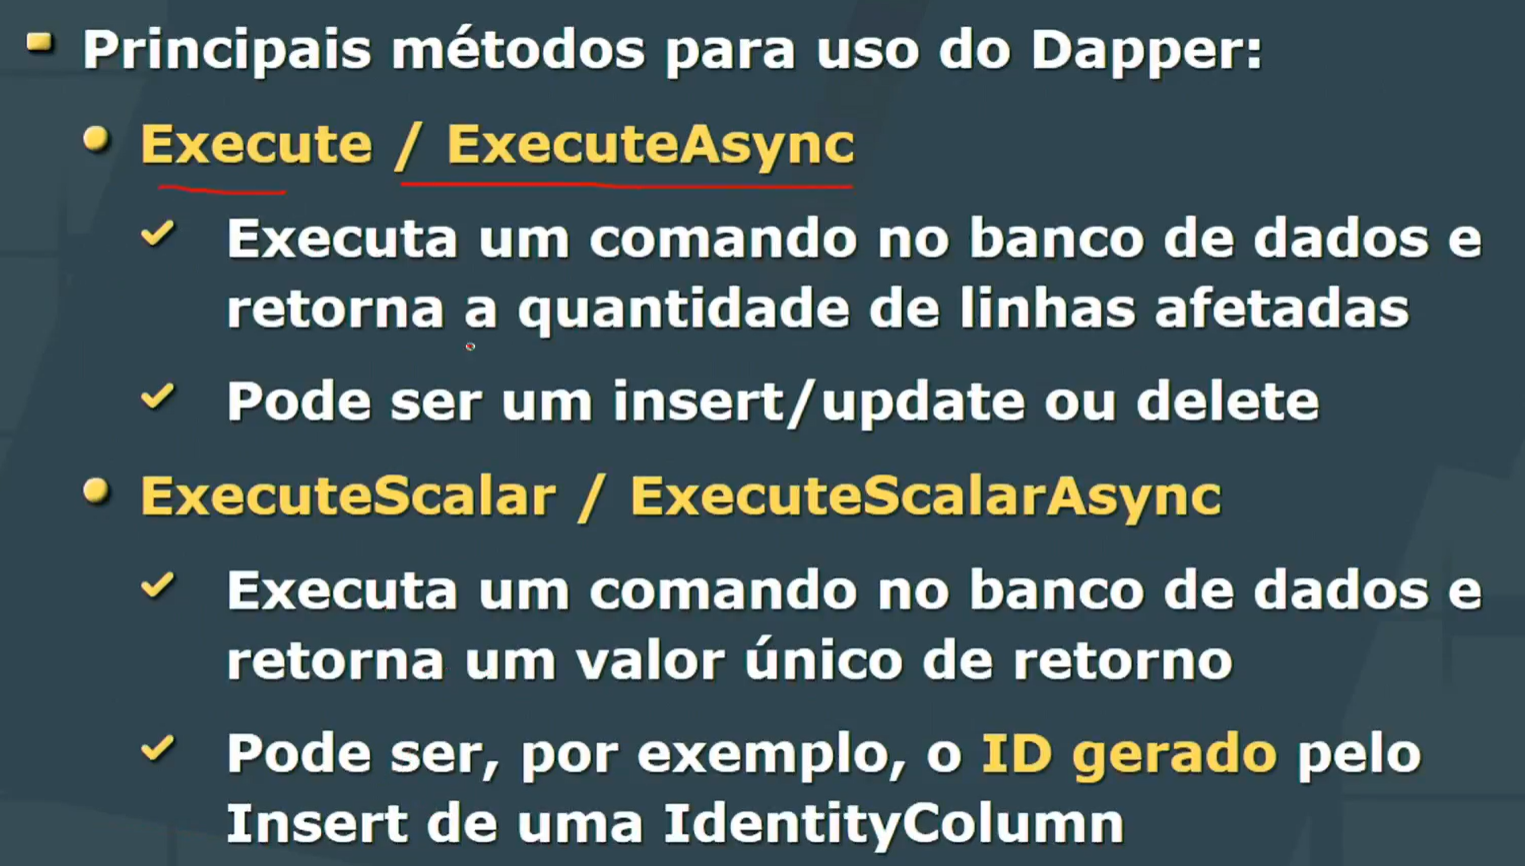 Principais métodos para uso do Dapper:
Execute / ExecuteAsync
Executa um comando no banco de dados e
retorna a quantidade de linhas afetadas
Pode ser um insert/update ou delete
ExecuteScalar / ExecuteScalarAsync
Executa um comando no banco de dados e
retorna um valor único de retorno
Pode ser, por exemplo, o ID gerado pelo
Insert de uma IdentityColumn